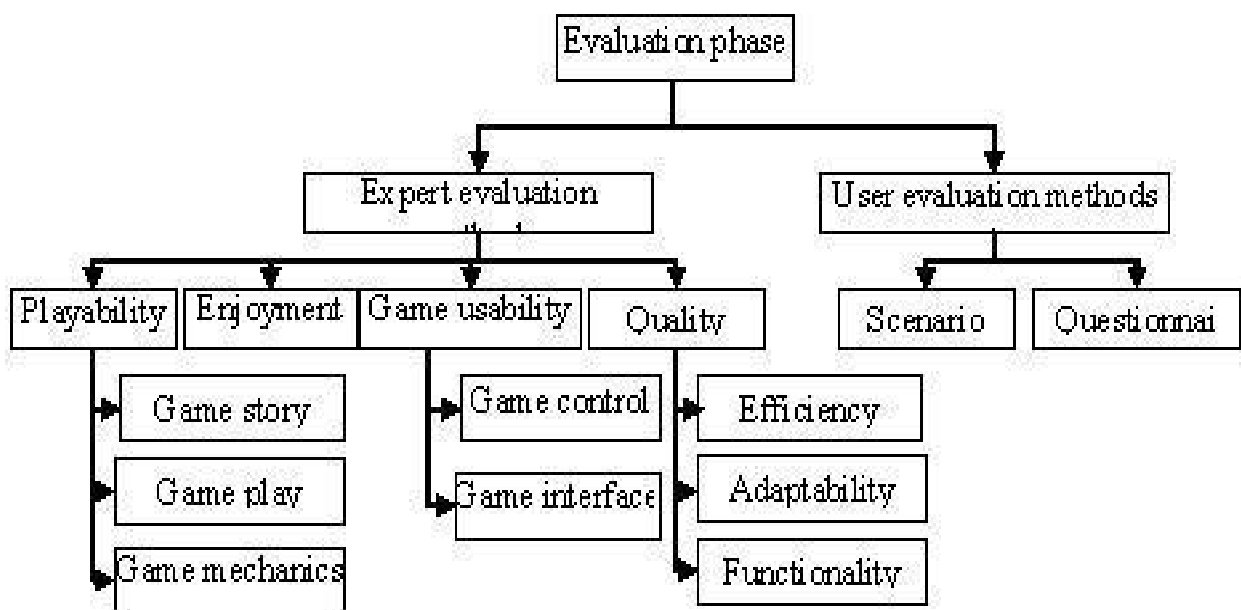 Evaluation phase
Expert evaluation
User evaluation methods
Playability
Enjoyment
Game usability
Quality
Scenario
Questionnai
Game story
Game control
Efficiency
Game play
Game interface
Adaptability
Game mechanics
Functionality